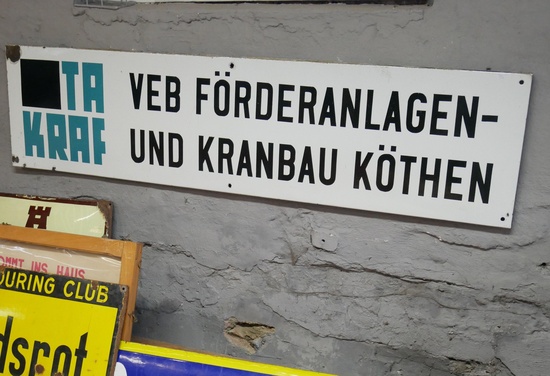 TA
KRAF
VEB FÖRDERANLAGEN-
UND KRANBAU KÖTHEN
OMMT INS HAUS
OURING CLUB
dsrot